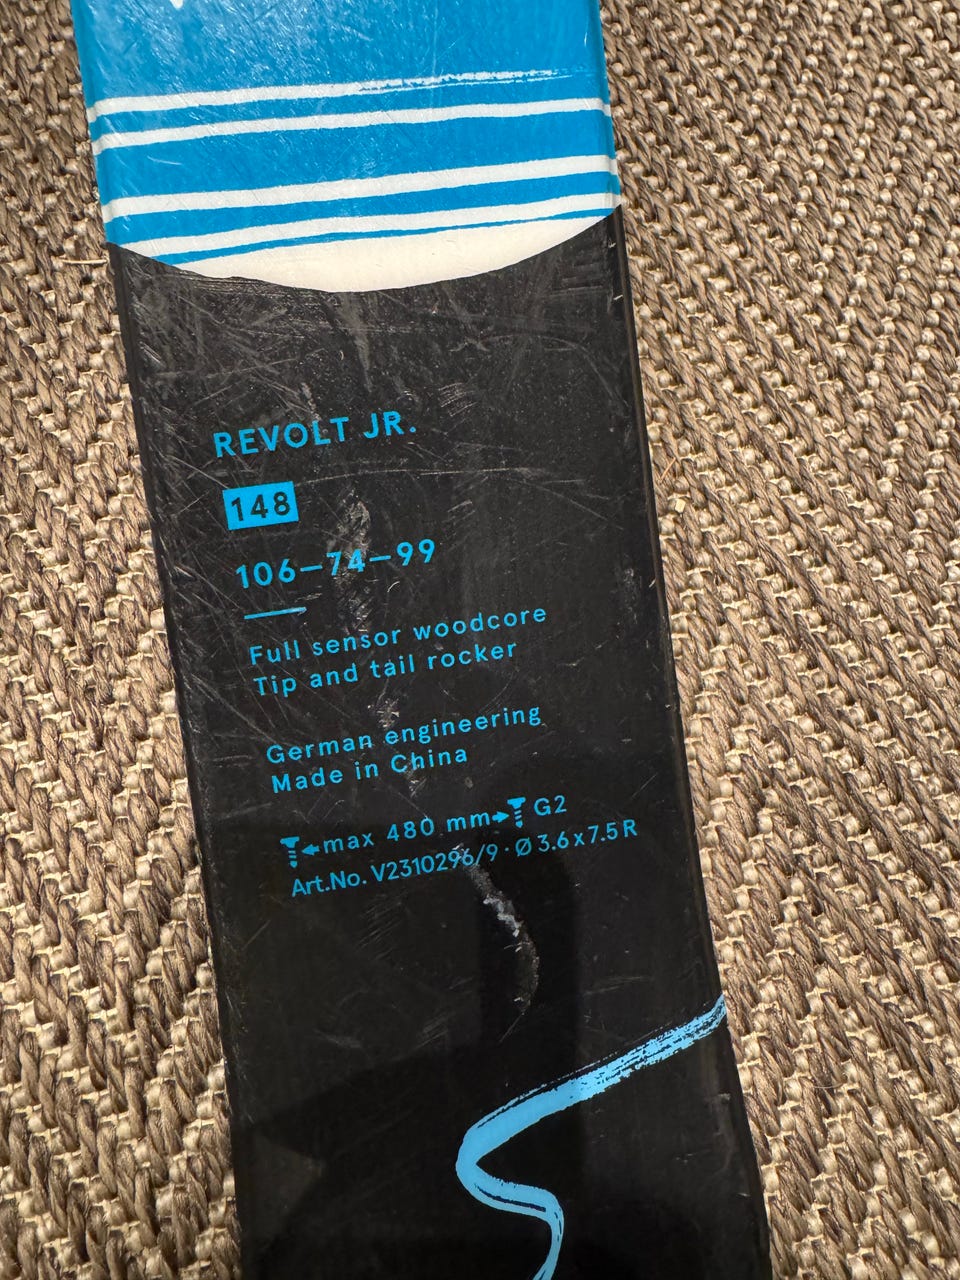 REVOLT JR.
148
106–74–99
Full sensor woodcore
Tip and tail rocker
German engineering
Made in China
max 480 mm G2
Art.No. V2310296/9 · Ø 3.6x7.5R